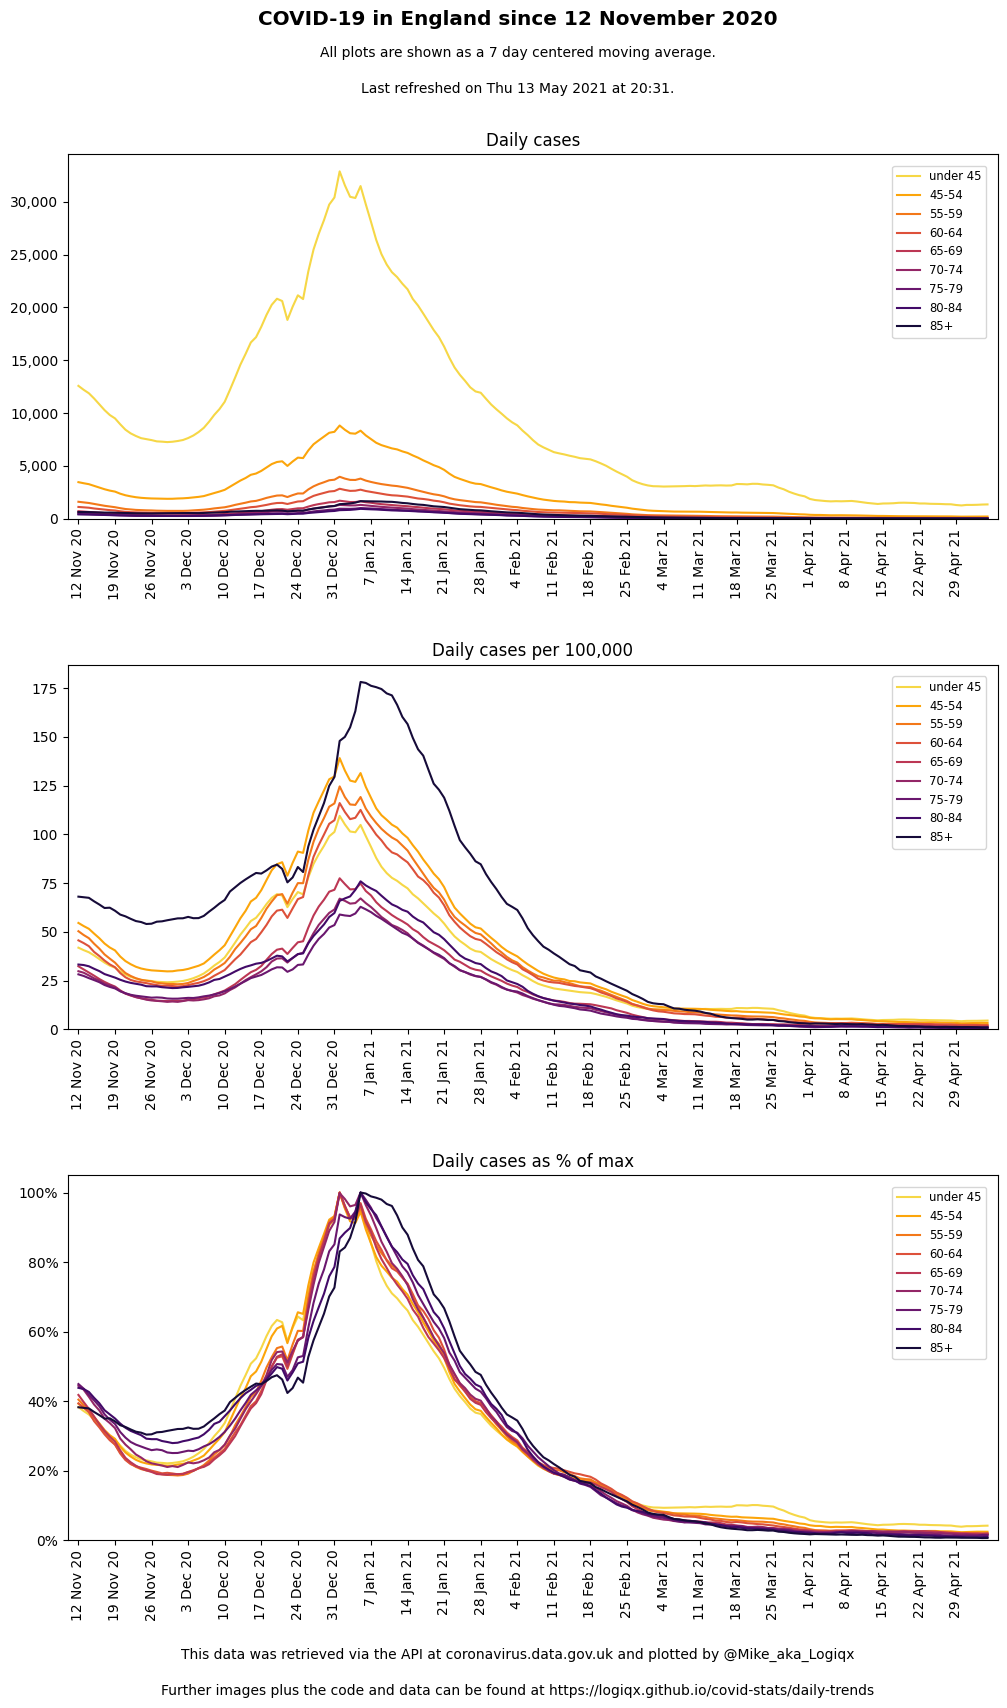 COVID-19 in England since 12 November 2020
All plots are shown as a 7 day centered moving average.
Last refreshed on Thu 13 May 2021 at 20:31.
Daily cases
30,000
25,000
20,000
15,000
10,000
5,000
0
under 45
45-54
55-59
60-64
65-69
70-74
75-79
80-84
85+
12 Nov 20
19 Nov 20
26 Nov 20
3 Dec 20
10 Dec 20
17 Dec 20
24 Dec 20
31 Dec 20
7 Jan 21
14 Jan 21
21 Jan 21
28 Jan 21
4 Feb 21
11 Feb 21
18 Feb 21
25 Feb 21
4 Mar 21
11 Mar 21
18 Mar 21
25 Mar 21
1 Apr 21
8 Apr 21
15 Apr 21
22 Apr 21
29 Apr 21
Daily cases per 100,000
175
150
125
100
75
50
25
0
under 45
45-54
55-59
60-64
65-69
70-74
75-79
80-84
85+
12 Nov 20
19 Nov 20
26 Nov 20
3 Dec 20
10 Dec 20
17 Dec 20
24 Dec 20
31 Dec 20
7 Jan 21
14 Jan 21
21 Jan 21
28 Jan 21
4 Feb 21
11 Feb 21
18 Feb 21
25 Feb 21
4 Mar 21
11 Mar 21
18 Mar 21
25 Mar 21
1 Apr 21
8 Apr 21
15 Apr 21
22 Apr 21
29 Apr 21
Daily cases as % of max
100%
80%
60%
40%
20%
0%
under 45
45-54
55-59
60-64
65-69
70-74
75-79
80-84
85+
12 Nov 20
19 Nov 20
26 Nov 20
3 Dec 20
10 Dec 20
17 Dec 20
24 Dec 20
31 Dec 20
7 Jan 21
14 Jan 21
21 Jan 21
28 Jan 21
4 Feb 21
11 Feb 21
18 Feb 21
25 Feb 21
4 Mar 21
11 Mar 21
18 Mar 21
25 Mar 21
1 Apr 21
8 Apr 21
15 Apr 21
22 Apr 21
29 Apr 21
This data was retrieved via the API at coronavirus.data.gov.uk and plotted by @Mike_aka_Logiqx
Further images plus the code and data can be found at https://logiqx.github.io/covid-stats/daily-trends